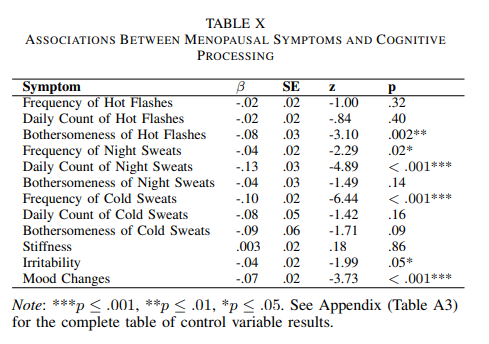 TABLE X
ASSOCIATIONS BETWEEN MENOPAUSAL SYMPTOMS AND COGNITIVE
PROCESSING
Symptom β SE z p
Frequency of Hot Flashes -.02 .02 -1.00 .32
Daily Count of Hot Flashes -.02 .02 -.84 .40
Bothersomeness of Hot Flashes -.08 .03 -3.10 .002**
Frequency of Night Sweats -.04 .02 -2.29 .02*
Daily Count of Night Sweats -.13 .03 -4.89 < .001***
Bothersomeness of Night Sweats -.04 .03 -1.49 .14
Frequency of Cold Sweats -.10 .02 -6.44 < .001***
Daily Count of Cold Sweats -.08 .05 -1.42 .16
Bothersomeness of Cold Sweats -.09 .06 -1.71 .09
Stiffness .003 .02 .18 .86
Irritability -.04 .02 -1.99 .05*
Mood Changes -.07 .02 -3.73 < .001***
Note: ***p ≤ .001, **p ≤ .01, *p ≤ .05. See Appendix (Table A3)
for the complete table of control variable results.